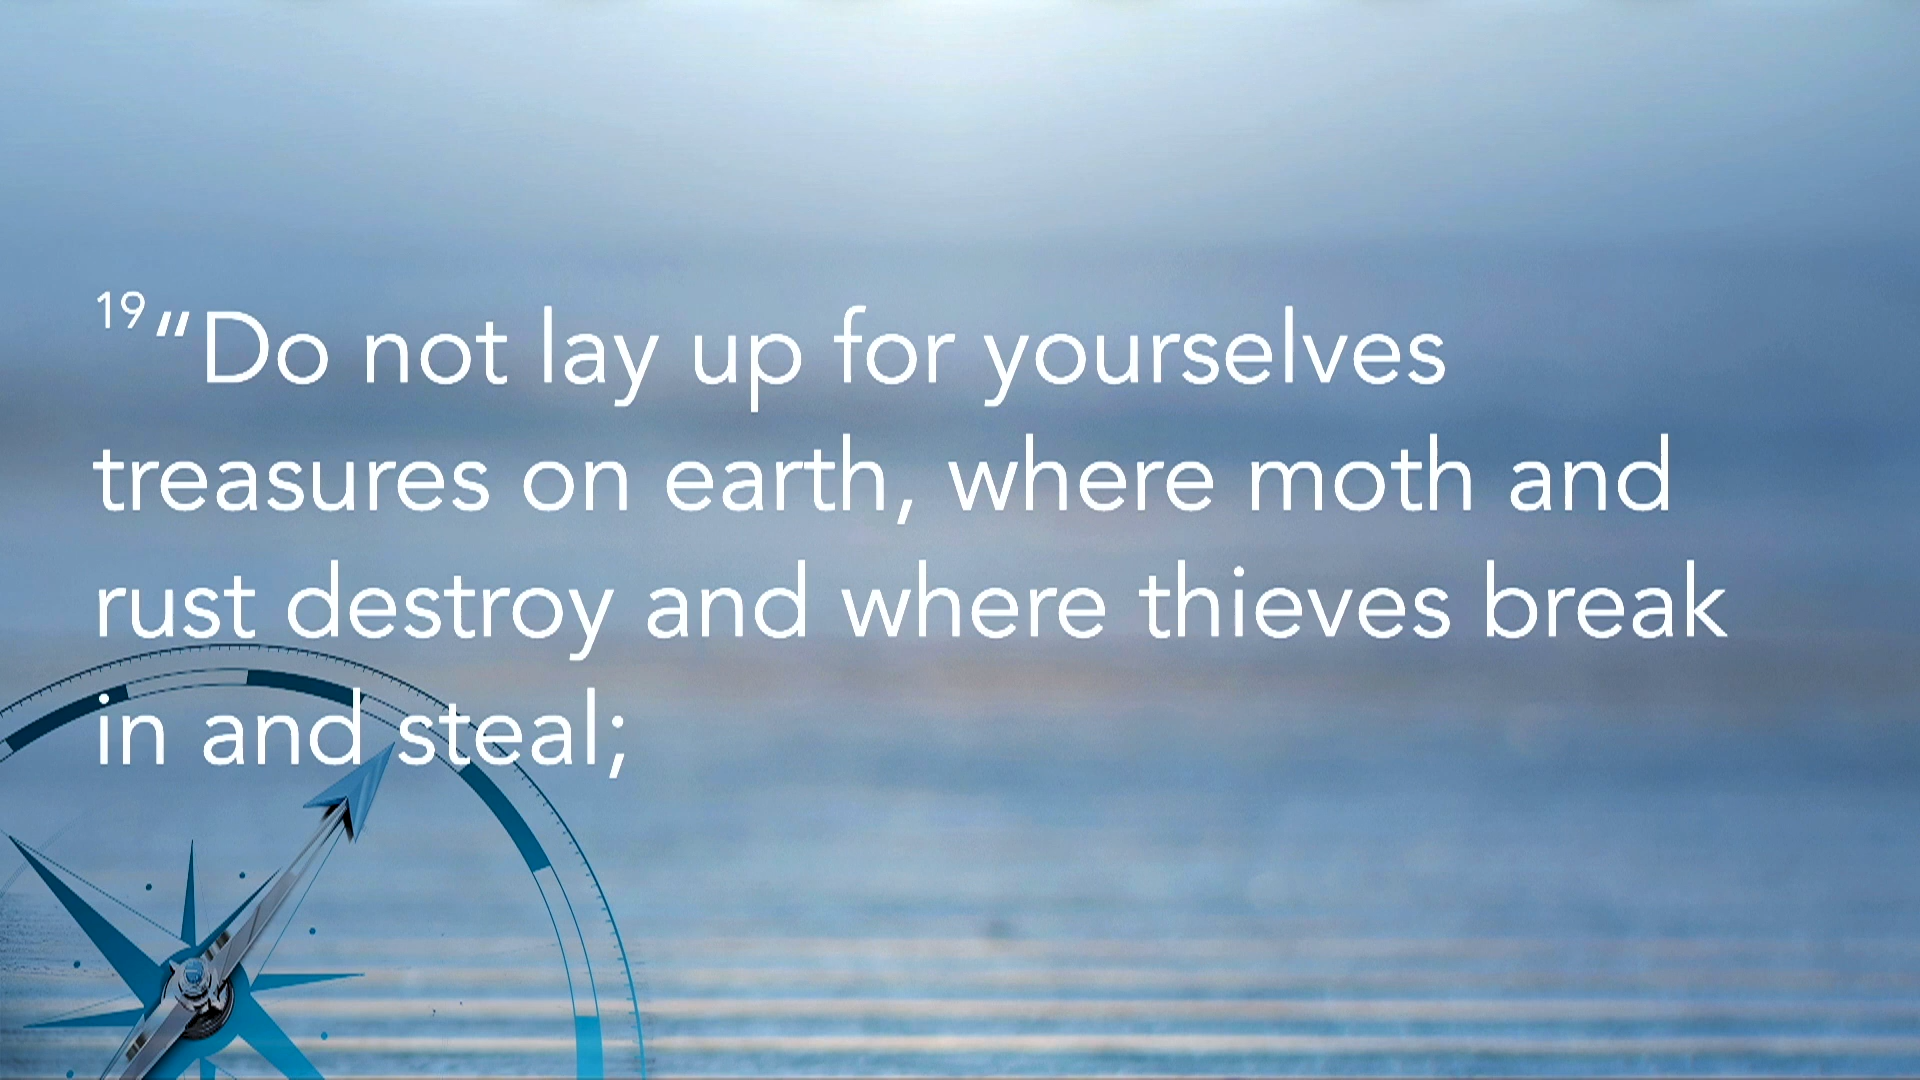 19“Do not lay up for yourselves
treasures on earth, where moth and
rust destroy and where thieves break
in and steal;